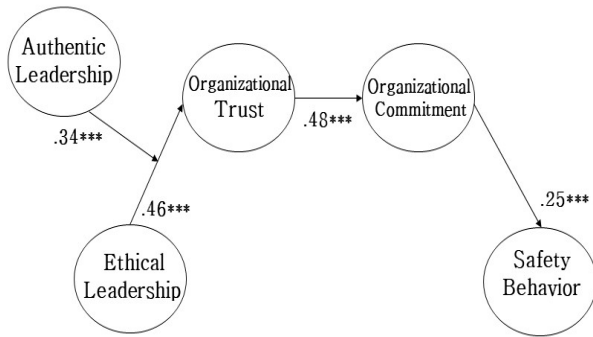 Authentic
Leadership
.34***
Organizational
Trust
.48***
Organizational
Commitment
.46***
Ethical
Leadership
.25***
Safety
Behavior